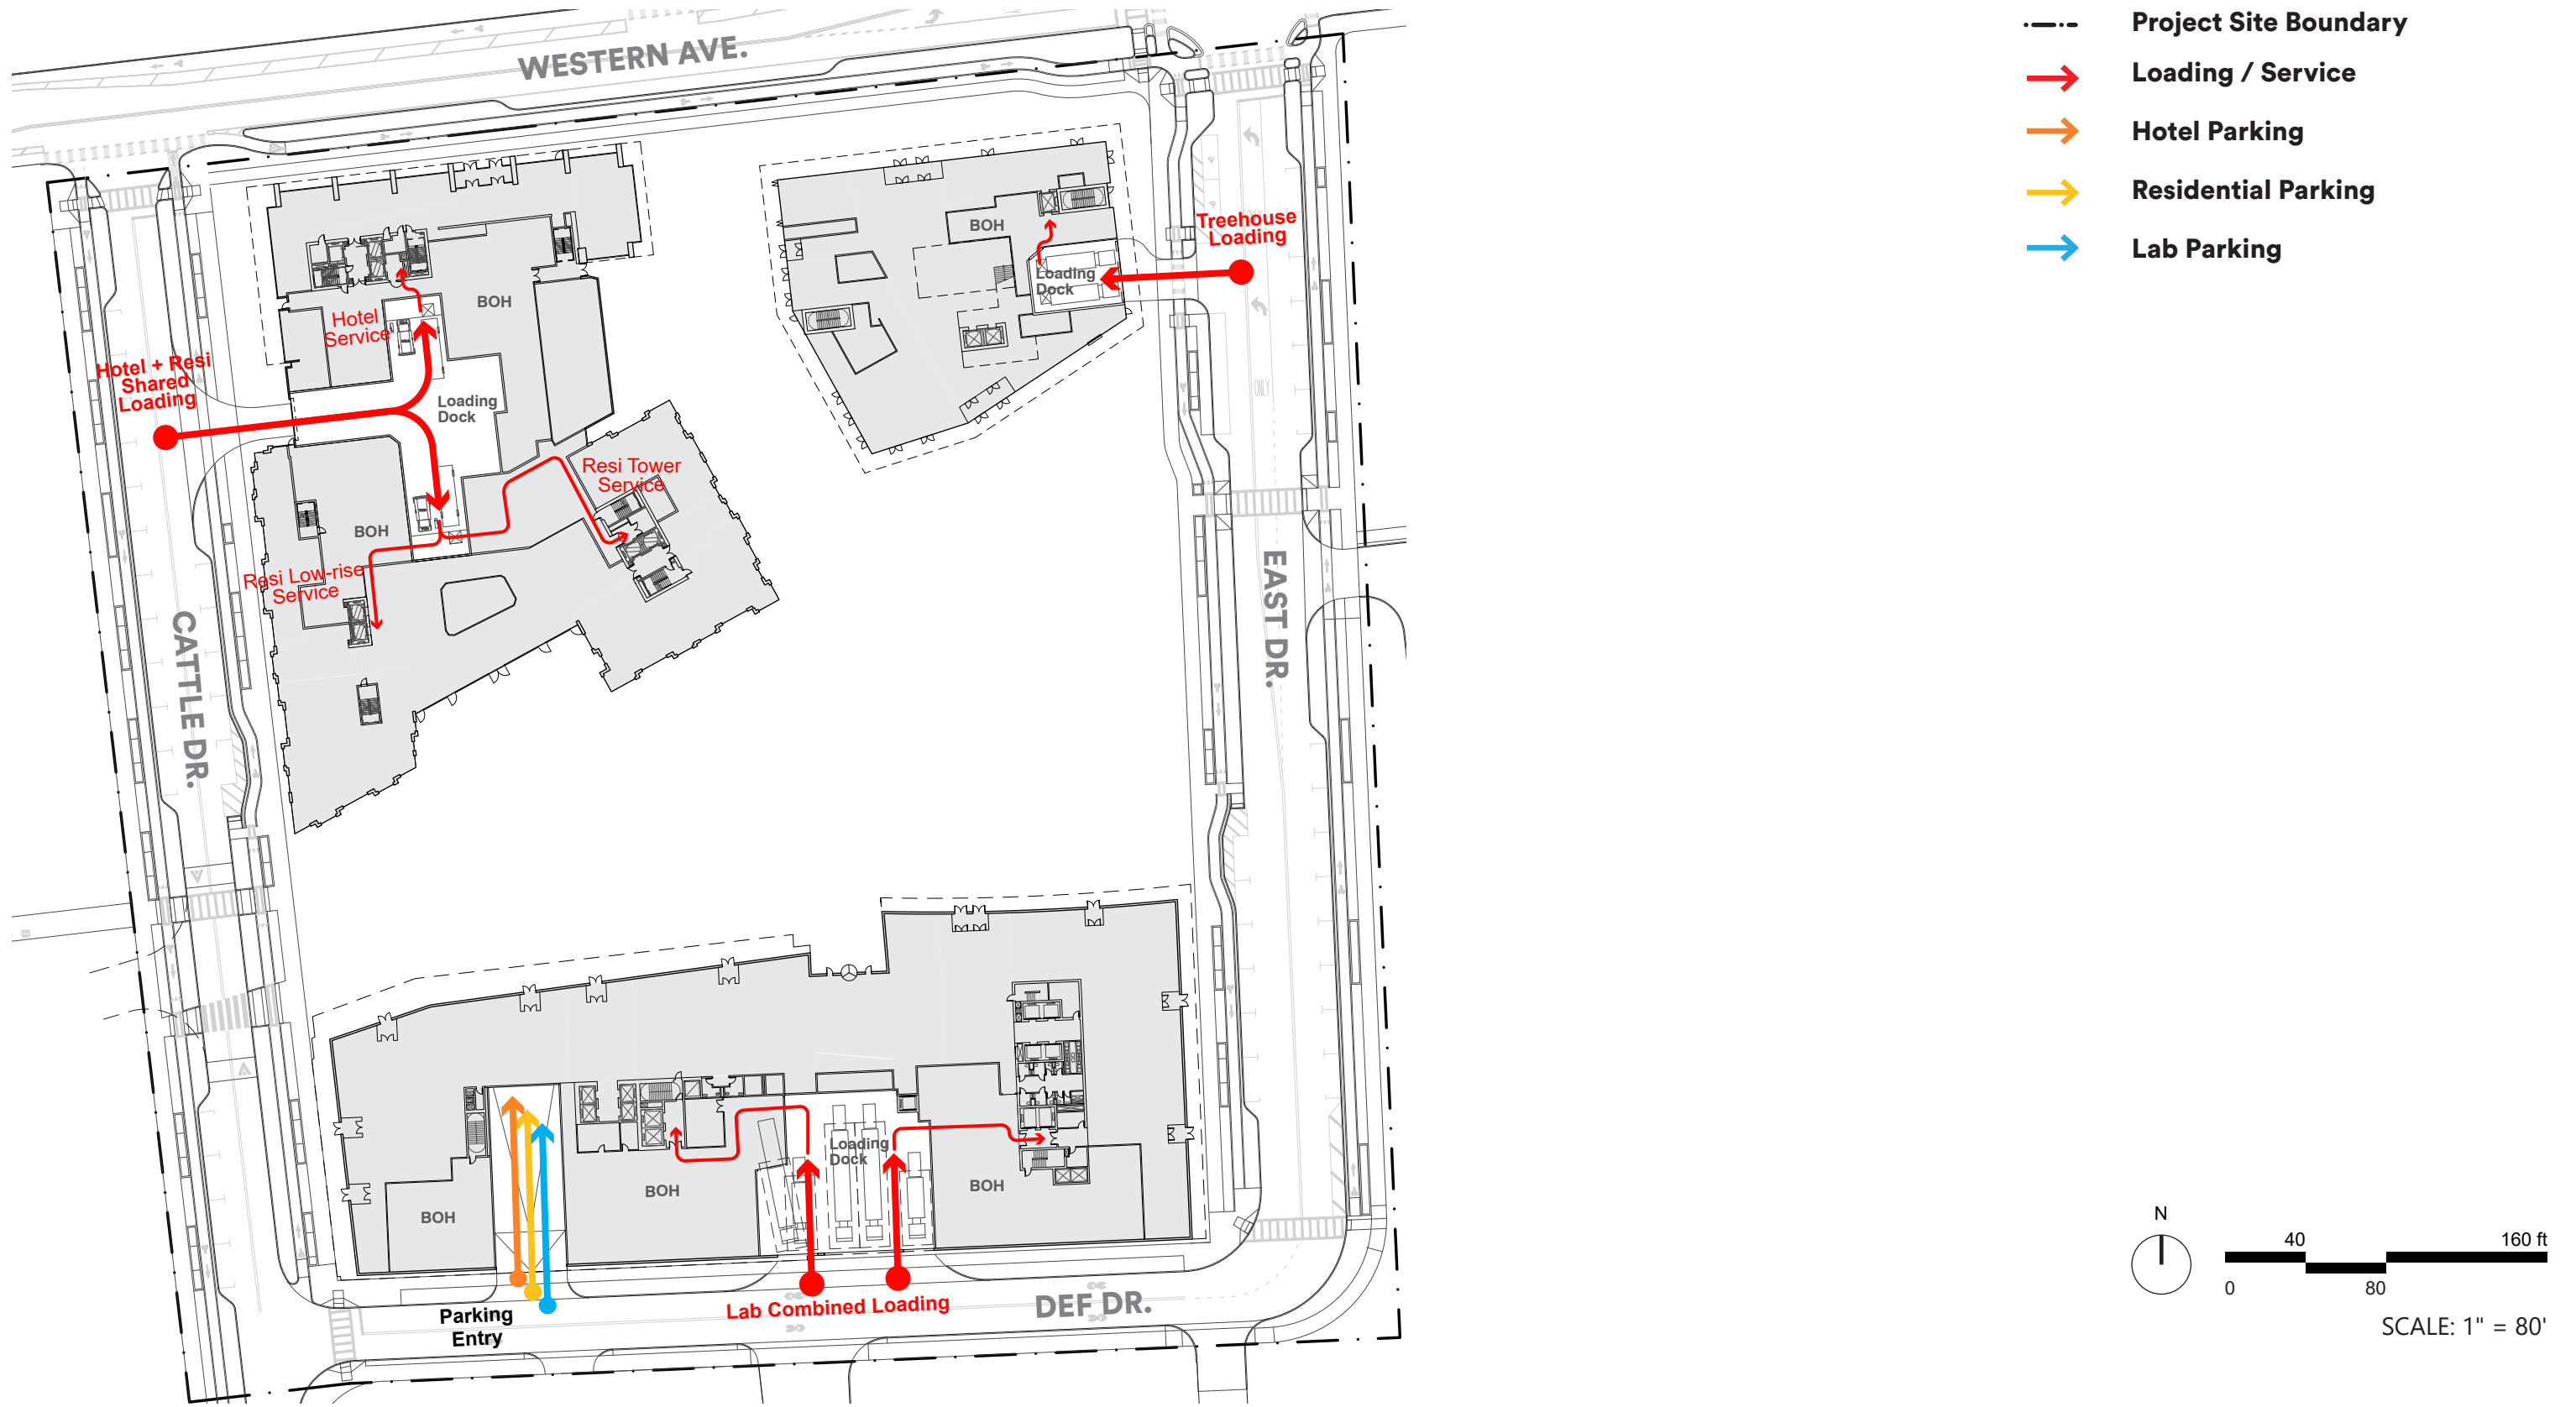 WESTERN AVE.
Project Site Boundary
Loading / Service
Hotel Parking
Residential Parking
Lab Parking
BOH
Treehouse
Loading
Loading
Dock
BOH
Hotel
Service
Hotel + Resi
Shared
Loading
Loading
Dock
ONLY
Resi Tower
Service
BOH
Resi Low-rise
Service
CATTLE DR.
EAST DR.
Loading
Dock
BOH
BOH
BOH
Parking
Entry
Lab Combined Loading
DEF DR.
N
40
160 ft
0
80
SCALE: 1" = 80'